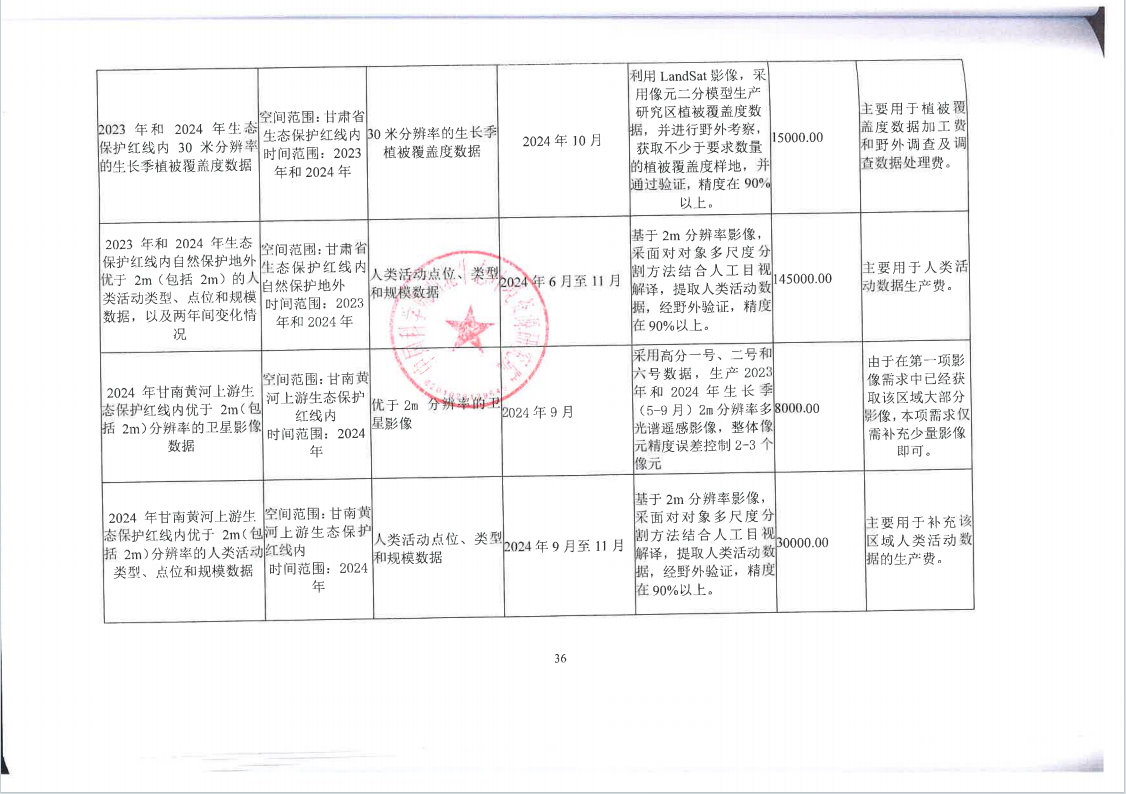 2023 年和 2024 年生态
保护红线内 30 米分辨率
的生长季植被覆盖度数据
空间范围：甘肃省
生态保护红线内
时间范围：2023
年和 2024 年
30 米分辨率的生长季
植被覆盖度数据
2024 年 10 月
利用 LandSat 影像，采
用像元二分模型生产
研究区植被覆盖度数
据，并进行野外考察，
获取不少于要求数量
的植被覆盖度样地，并
通过验证，精度在 90%
以上。
15000.00
主要用于植被覆
盖度数据加工费
和野外调查及调
查数据处理费。
2023 年和 2024 年生态
保护红线内自然保护地外
优于 2m（包括 2m）的人
类活动类型、点位和规模
数据，以及两年间变化情
况
空间范围：甘肃省
生态保护红线内
自然保护地外
时间范围：2023
年和 2024 年
人类活动点位、类型
和规模数据
2024 年 6 月至 11 月
基于 2m 分辨率影像，
采面对对象多尺度分
割方法结合人工目视
解译，提取人类活动数
据，经野外验证，精度
在 90%以上。
145000.00
主要用于人类活
动数据生产费。
2024 年甘南黄河上游生
态保护红线内优于 2m（包
括 2m）分辨率的卫星影像
数据
空间范围：甘南黄
河上游生态保护
红线内
时间范围：2024
年
优于 2m 分辨率的卫
星影像
2024 年 9 月
采用高分一号、二号和
六号数据，生产 2023
年和 2024 年生长季
（5-9 月）2m 分辨率多
光谱遥感影像，整体像
元精度误差控制 2-3 个
像元
8000.00
由于在第一项影
像需求中已经获
取该区域大部分
影像，本项需求仅
需补充少量影像
即可。
2024 年甘南黄河上游生
态保护红线内优于 2m（包
括 2m）分辨率的人类活动
类型、点位和规模数据
空间范围：甘南黄
河上游生态保护
红线内
时间范围：2024
年
人类活动点位、类型
和规模数据
2024 年 9 月至 11 月
基于 2m 分辨率影像，
采面对对象多尺度分
割方法结合人工目视
解译，提取人类活动数
据，经野外验证，精度
在 90%以上。
30000.00
主要用于补充该
区域人类活动数
据的生产费。
36